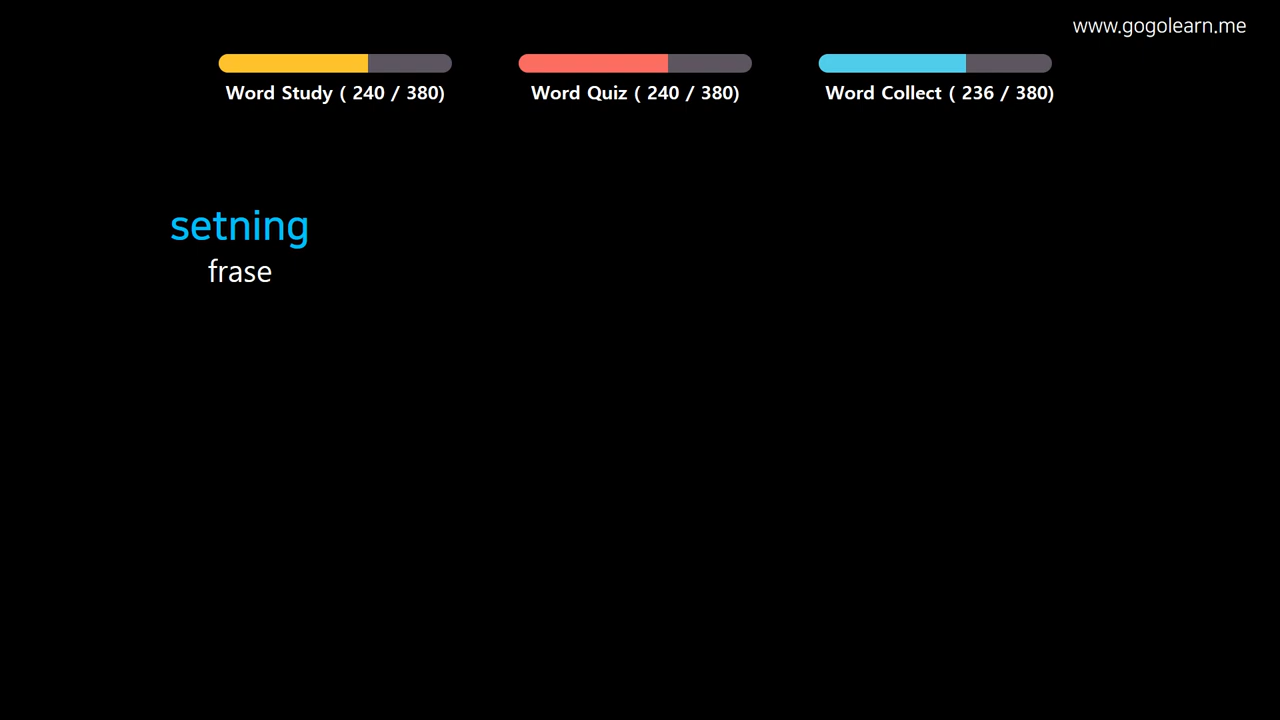 www.gogolearn.me
Word Study ( 240 / 380)
Word Quiz ( 240 / 380)
Word Collect ( 236 / 380)
setning
frase